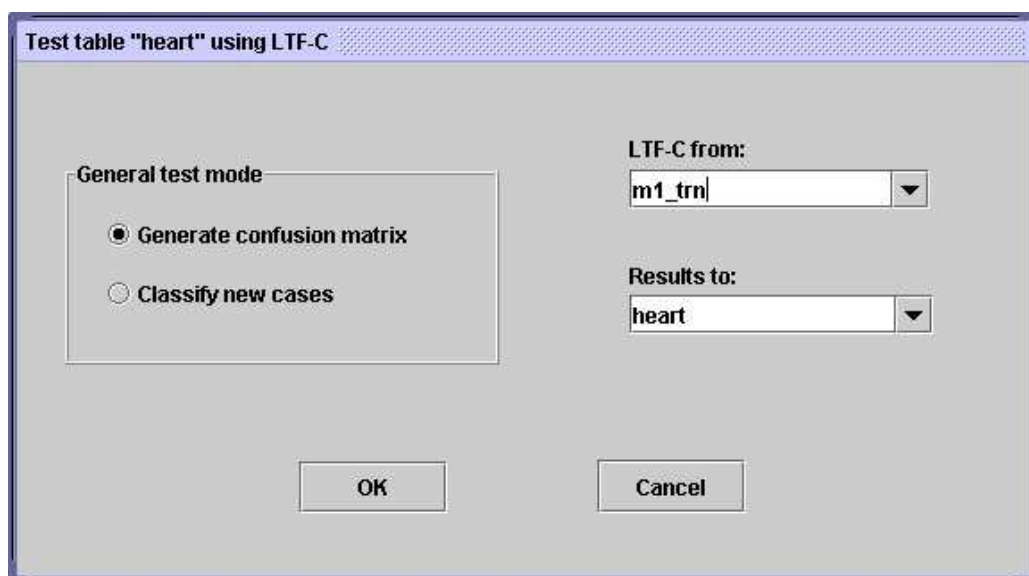 Test table "heart" using LTF-C
General test mode
Generate confusion matrix
Classify new cases
LTF-C from:
m1_trn
Results to:
heart
OK
Cancel